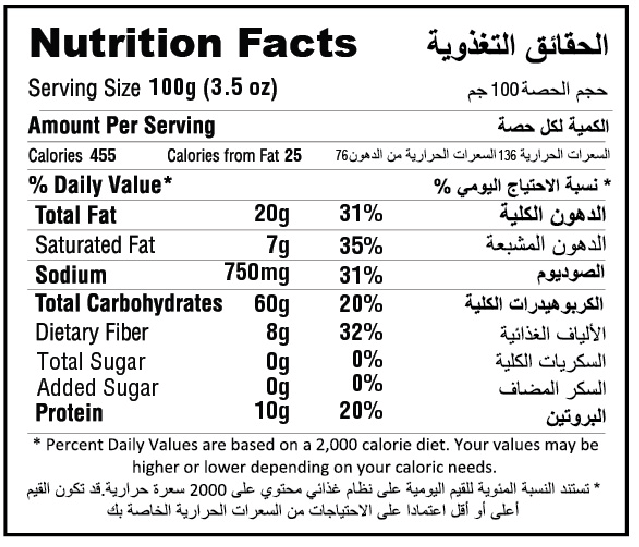 Nutrition Facts الحقائق التغذوية
Serving Size 100g (3.5 oz) حجم الحصة 100 جم
Amount Per Serving الكمية لكل حصة
Calories 455 Calories from Fat 25 السعرات الحرارية 136 السعرات الحرارية من الدهون 76
% Daily Value* * نسبة الاحتياج اليومي %
Total Fat 20g 31% الدهون الكلية
Saturated Fat 7g 35% الدهون المشبعة
Sodium 750mg 31% الصوديوم
Total Carbohydrates 60g 20% الكربوهيدرات الكلية
Dietary Fiber 8g 32% الألياف الغذائية
Total Sugar 0g 0% السكريات الكلية
Added Sugar 0g 0% السكر المضاف
Protein 10g 20% البروتين
* Percent Daily Values are based on a 2,000 calorie diet. Your values may be
higher or lower depending on your caloric needs.
* تستند النسبة المئوية للقيم اليومية على نظام غذائي محتوي على 2000 سعرة حرارية.قد تكون القيم
أعلى أو أقل اعتمادا على الاحتياجات من السعرات الحرارية الخاصة بك